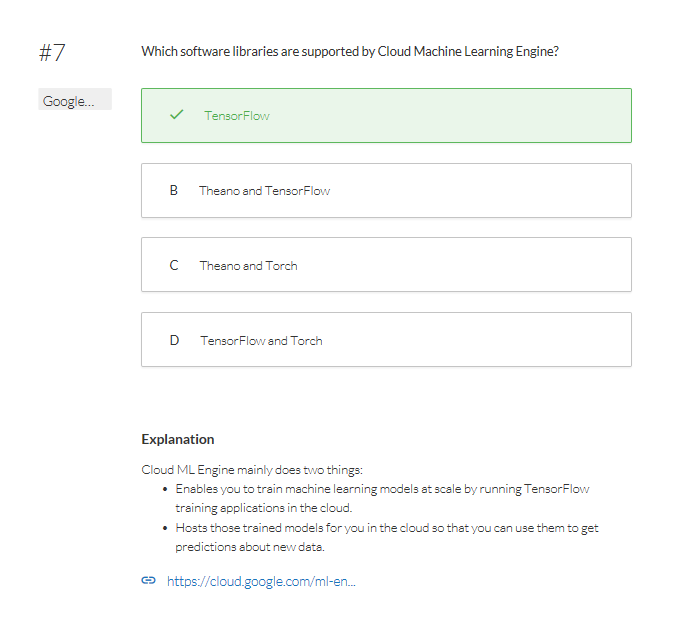 #7
Which software libraries are supported by Cloud Machine Learning Engine?
Google...
TensorFlow
B Theano and TensorFlow
C Theano and Torch
D TensorFlow and Torch
Explanation
Cloud ML Engine mainly does two things:
• Enables you to train machine learning models at scale by running TensorFlow
training applications in the cloud.
• Hosts those trained models for you in the cloud so that you can use them to get
predictions about new data.
https://cloud.google.com/ml-en...